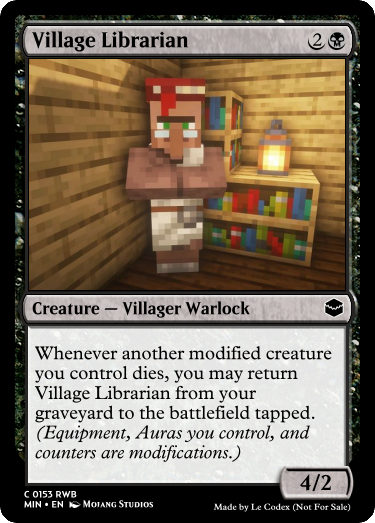 Village Librarian 2
Creature — Villager Warlock
Whenever another modified creature
you control dies, you may return
Village Librarian from your
graveyard to the battlefield tapped.
(Equipment, Auras you control, and
counters are modifications.)
4/2
C 0153 RWB
MIN • EN Mojang Studios
Made by Le Codex (Not For Sale)